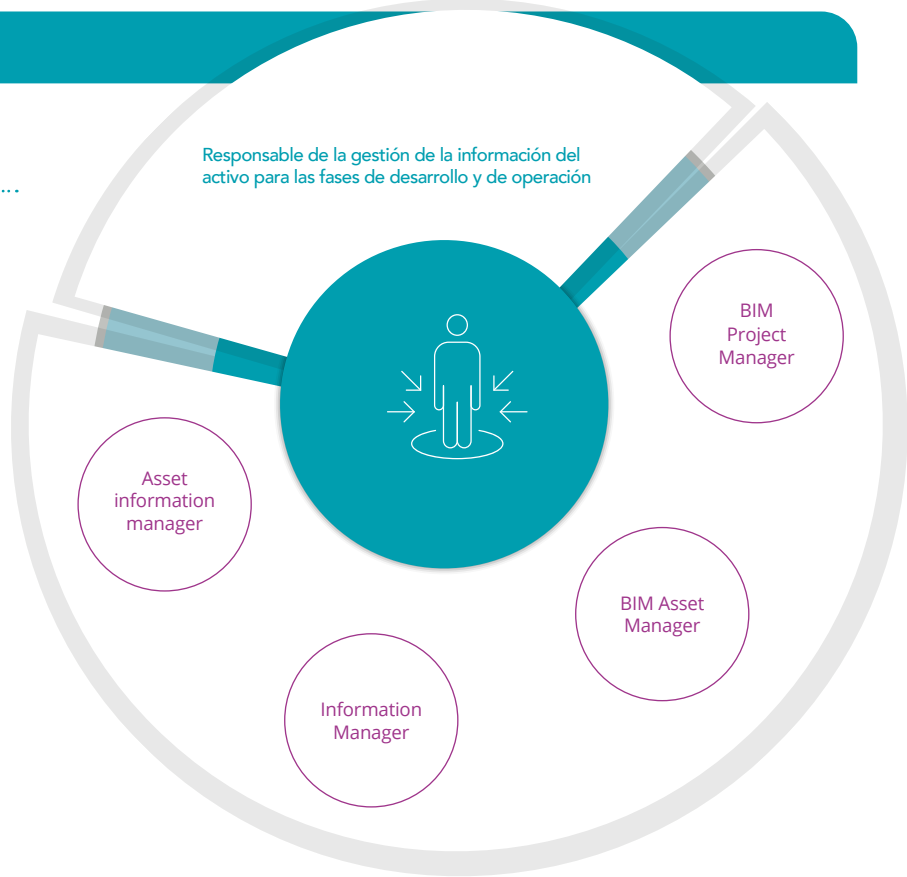 Responsable de la gestión de la información del
activo para las fases de desarrollo y de operación
...
BIM
Project
Manager
Asset
information
manager
BIM Asset
Manager
Information
Manager